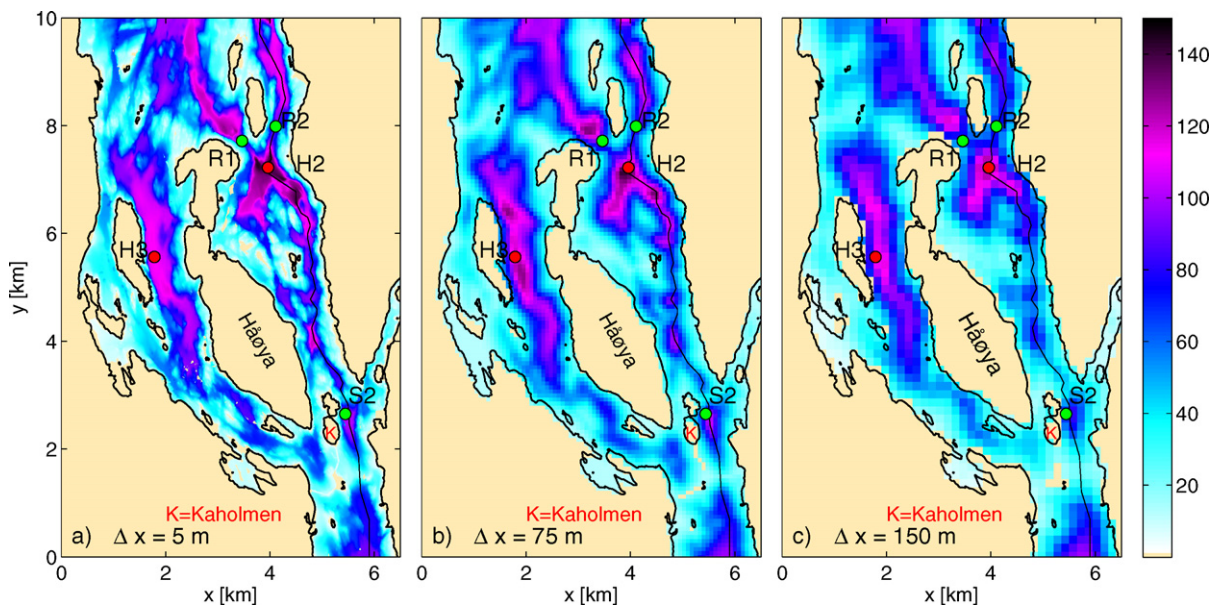 10
8
6
4
2
0
y [km]
R2
R1
H2
H3
Håøya
S2
K
K=Kaholmen
a) Δ x = 5 m
0 2 4 6
x [km]
R2
R1
H2
H3
Håøya
S2
K
K=Kaholmen
b) Δ x = 75 m
0 2 4 6
x [km]
R2
R1
H2
H3
Håøya
S2
K
K=Kaholmen
c) Δ x = 150 m
0 2 4 6
x [km]
140
120
100
80
60
40
20